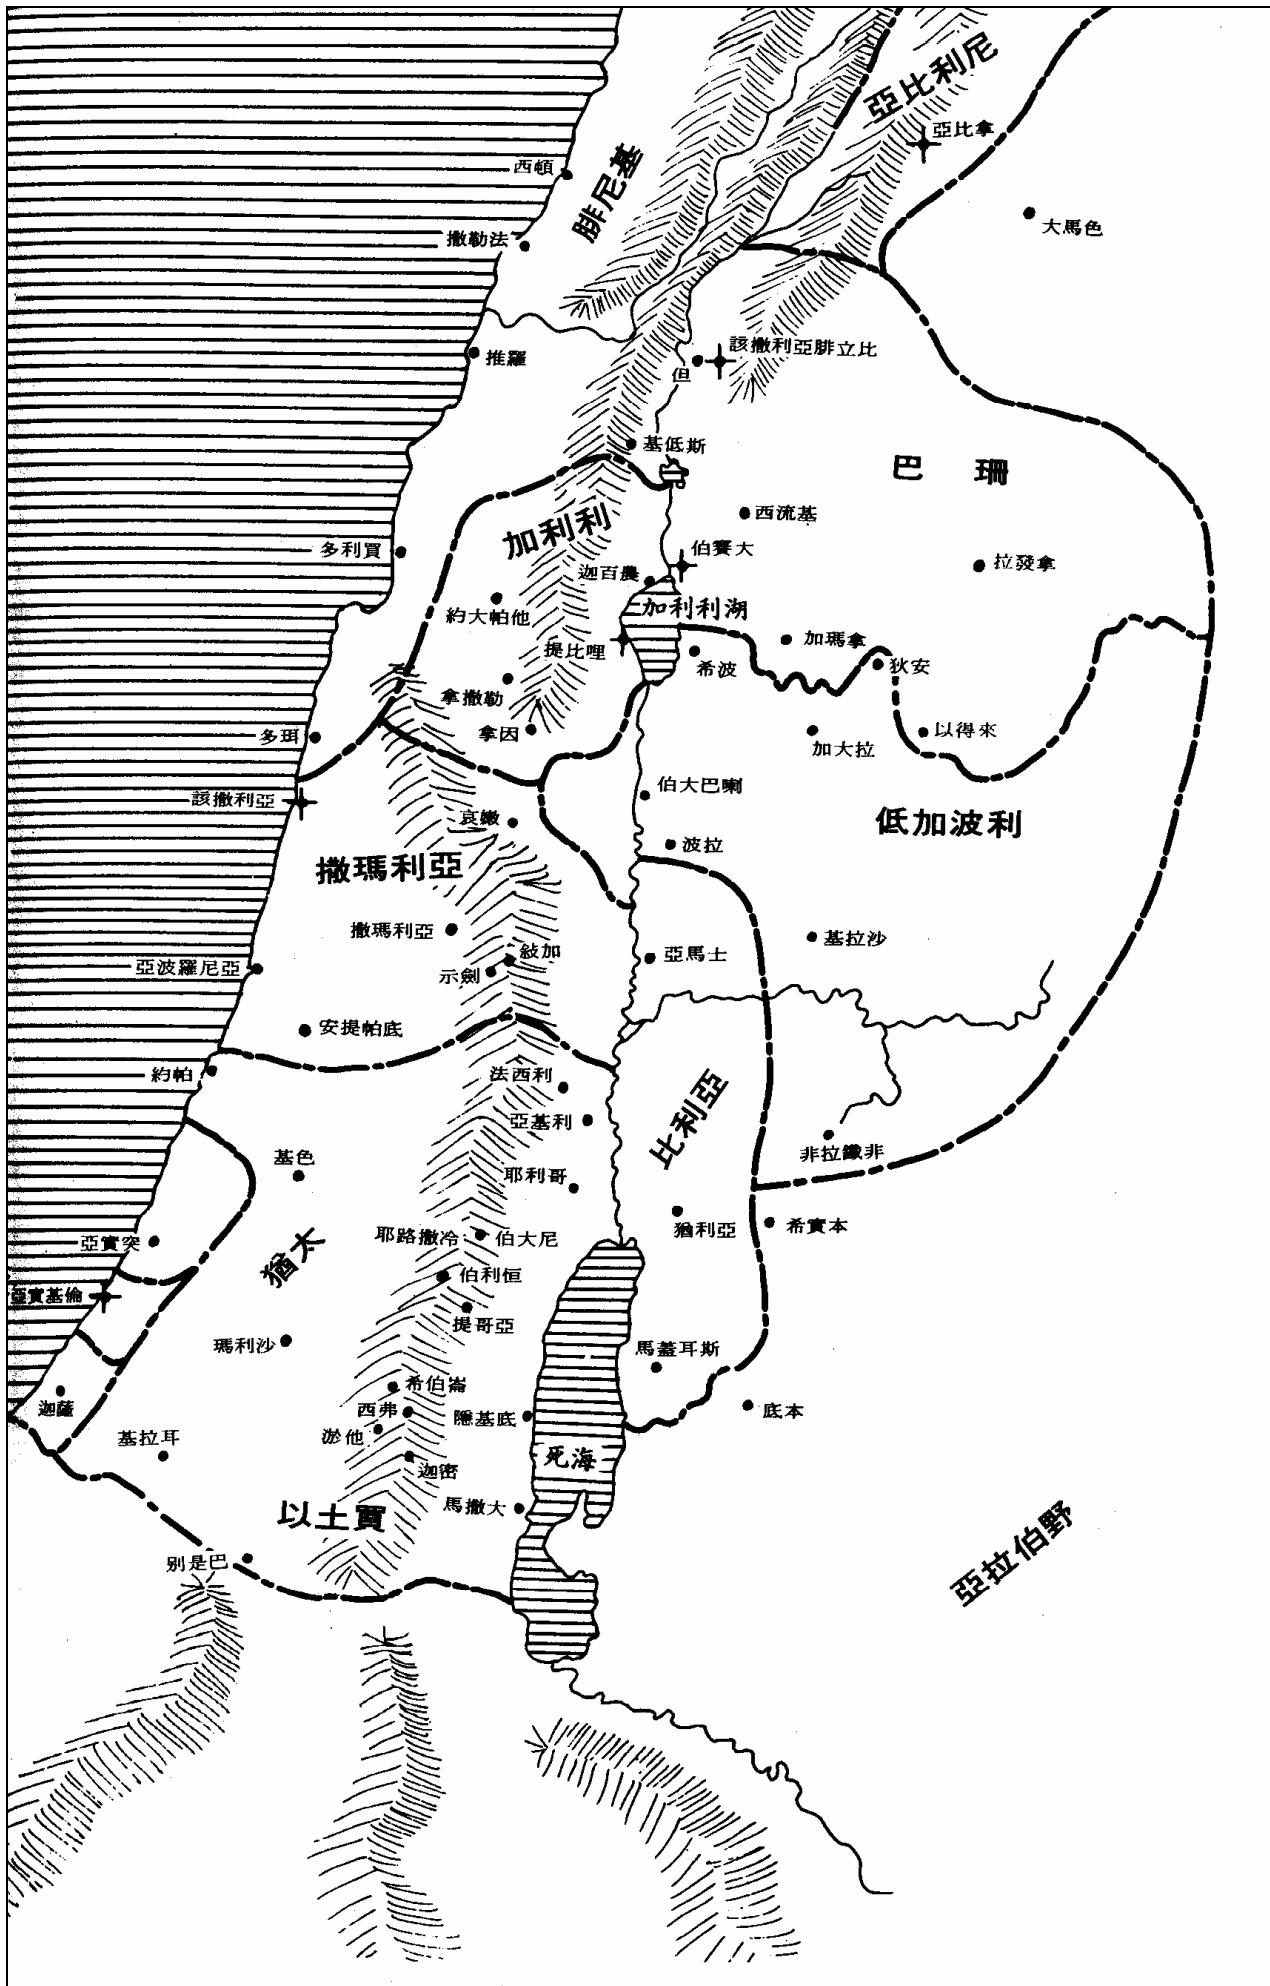 亞比利尼
亞比拿
腓尼基
西頓
大馬色
撒勒法
該撒利亞腓立比
推羅
但
基低斯
巴珊
西流基
加利利
多利買
伯賽大
拉發拿
迦百農
加利利湖
約大帕他
提比哩
加瑪拿
希波
狄安
拿撒勒
拿因
多珥
加大拉
以得來
伯大巴喇
該撒利亞
哀嫩
低加波利
波拉
撒瑪利亞
撒瑪利亞
基拉沙
敍加
亞馬士
亞波羅尼亞
示劍
安提帕底
約帕
法西利
亞基利
比利亞
非拉鐵非
基色
耶利哥
猶利亞
希實本
耶路撒冷
伯大尼
亞實突
猶太
伯利恒
亞實基倫
提哥亞
瑪利沙
馬蓋耳斯
希伯崙
迦薩
西弗
隱基底
底本
淤他
基拉耳
死海
迦密
馬撒大
以土買
別是巴
亞拉伯野